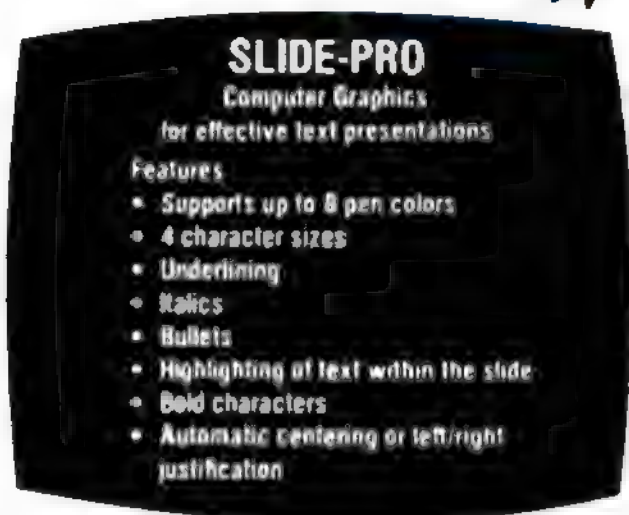 SLIDE-PRO
Computer Graphics
for effective text presentations
Features
• Supports up to 8 pen colors
• 4 character sizes
• Underlining
• Italics
• Bullets
• Highlighting of text within the slide
• Bold characters
• Automatic centering or left/right
justification